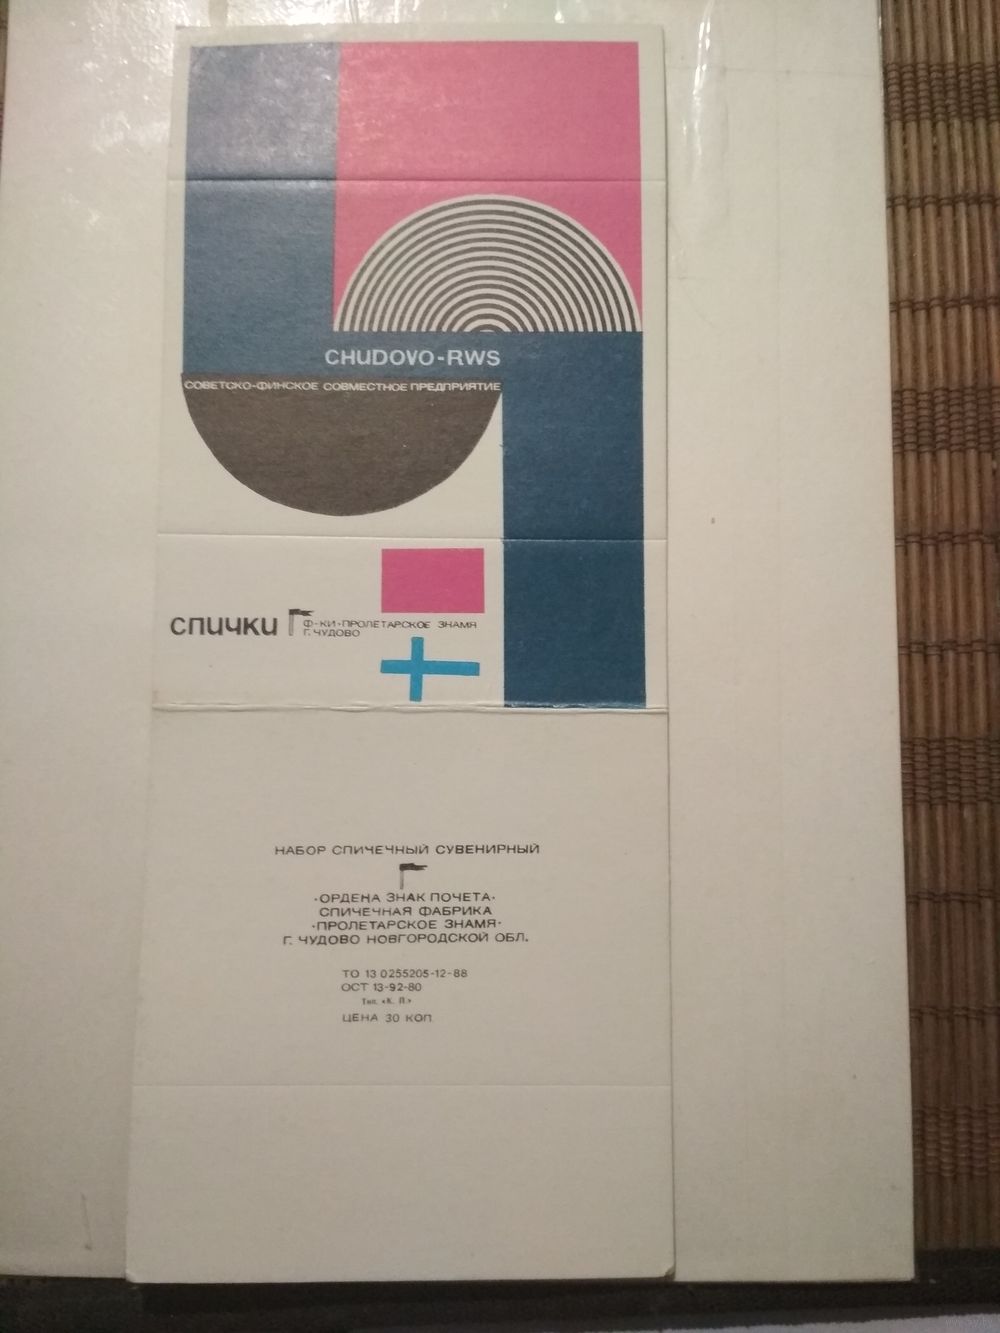 CHUDOVO-RWS
СОВЕТСКО-ФИНСКОЕ СОВМЕСТНОЕ ПРЕДПРИЯТИЕ
СПИЧКИ
Ф-КИ·ПРОЛЕТАРСКОЕ ЗНАМЯ
Г. ЧУДОВО
НАБОР СПИЧЕЧНЫЙ СУВЕНИРНЫЙ
·ОРДЕНА ЗНАК ПОЧЕТА·
СПИЧЕЧНАЯ ФАБРИКА
·ПРОЛЕТАРСКОЕ ЗНАМЯ·
Г. ЧУДОВО НОВГОРОДСКОЙ ОБЛ.
ТО 13 0255205-12-88
ОСТ 13-92-80
Тип. «К. П.»
ЦЕНА 30 КОП.